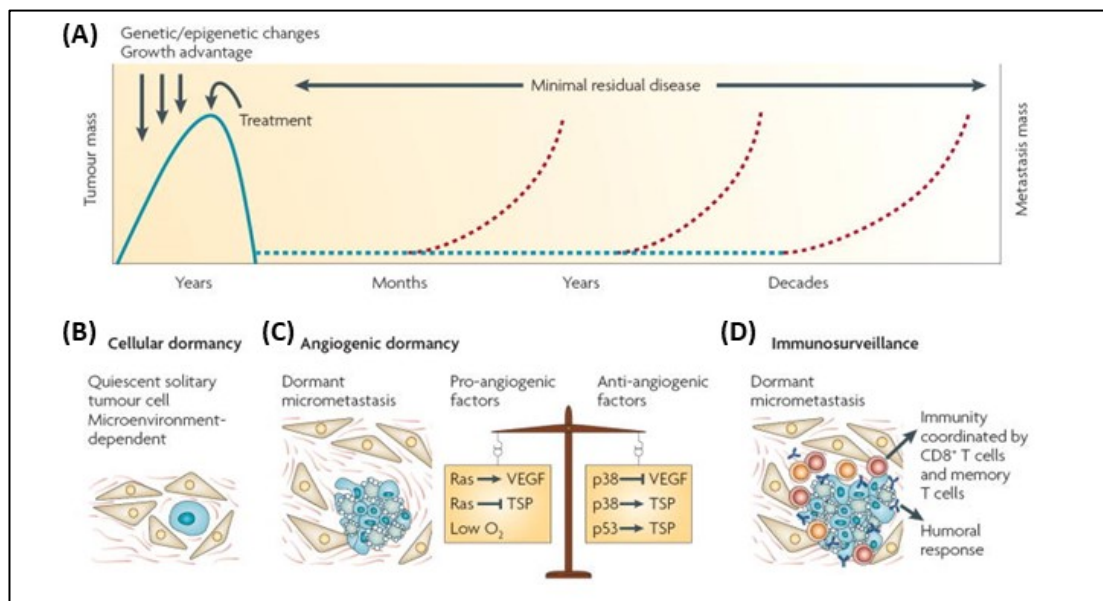 (A)
Genetic/epigenetic changes
Growth advantage
Treatment
Minimal residual disease
Tumour mass
Metastasis mass
Years
Months
Years
Decades
(B)
Cellular dormancy
Quiescent solitary
tumour cell
Microenvironment-
dependent
(C)
Angiogenic dormancy
Dormant
micrometastasis
Pro-angiogenic
factors
Ras → VEGF
Ras ⊣ TSP
Low O₂
Anti-angiogenic
factors
p38 ⊣ VEGF
p38 → TSP
p53 → TSP
(D)
Immunosurveillance
Dormant
micrometastasis
Immunity
coordinated by
CD8⁺ T cells
and memory
T cells
Humoral
response